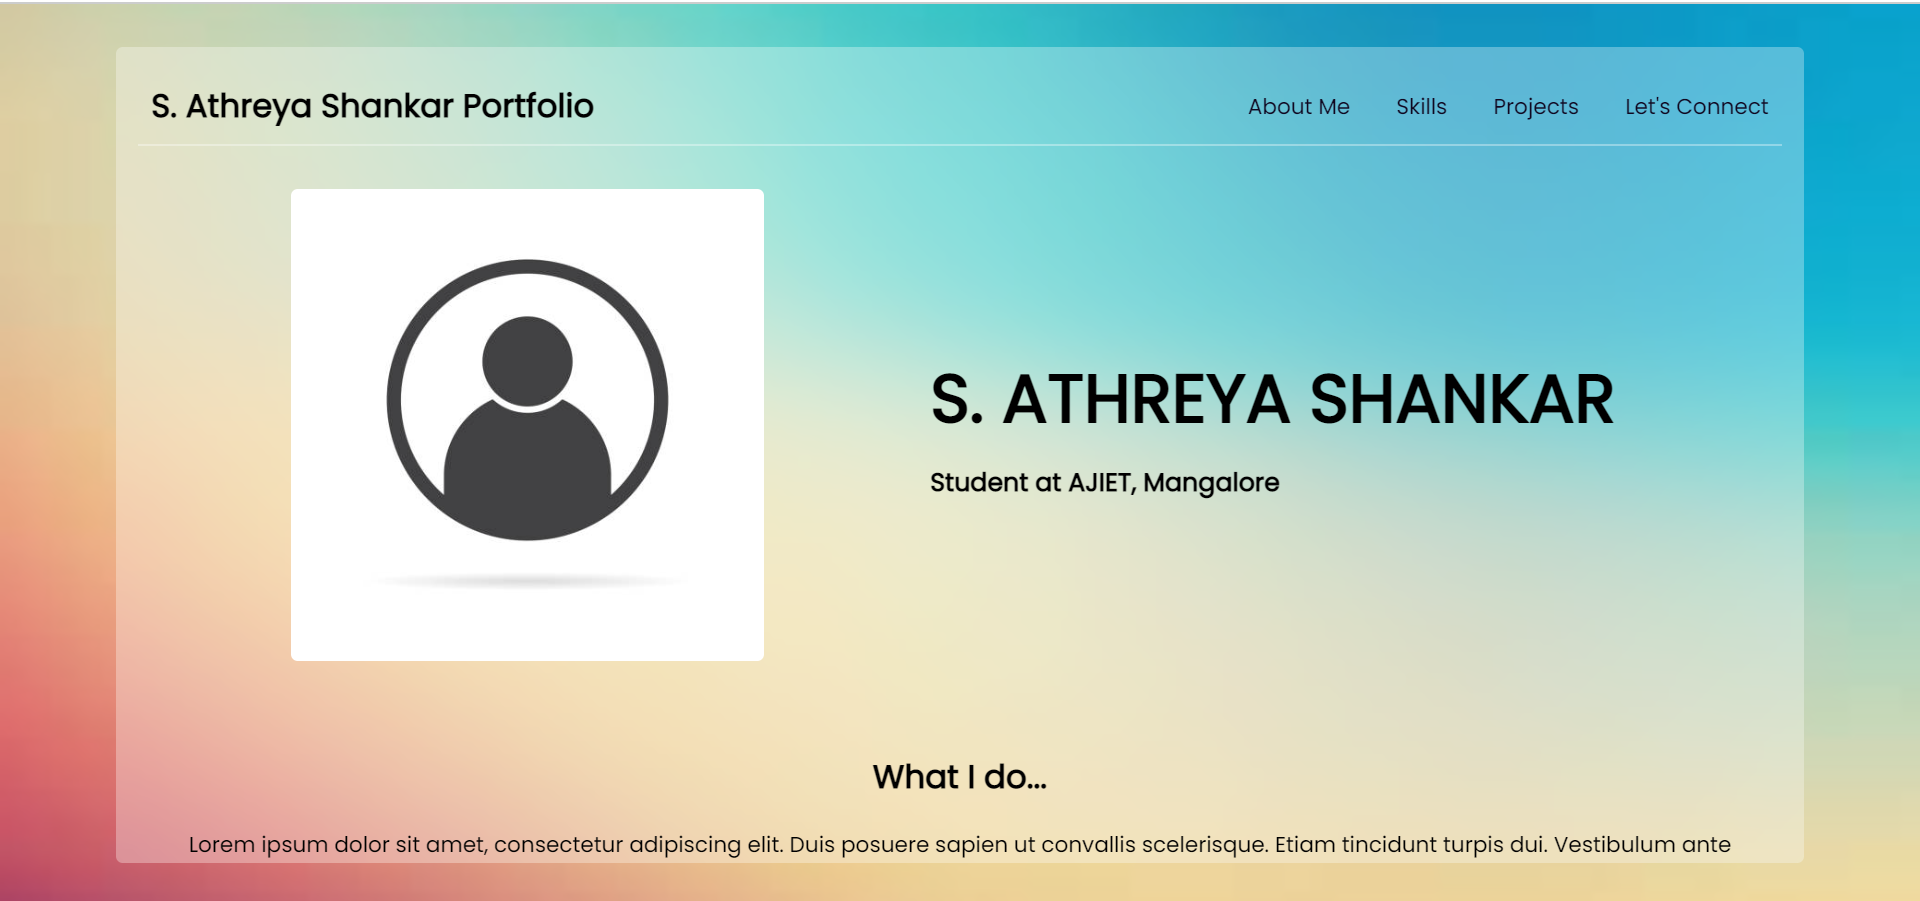 S. Athreya Shankar Portfolio
About Me Skills Projects Let's Connect
S. ATHREYA SHANKAR
Student at AJIET, Mangalore
What I do...
Lorem ipsum dolor sit amet, consectetur adipiscing elit. Duis posuere sapien ut convallis scelerisque. Etiam tincidunt turpis dui. Vestibulum ante